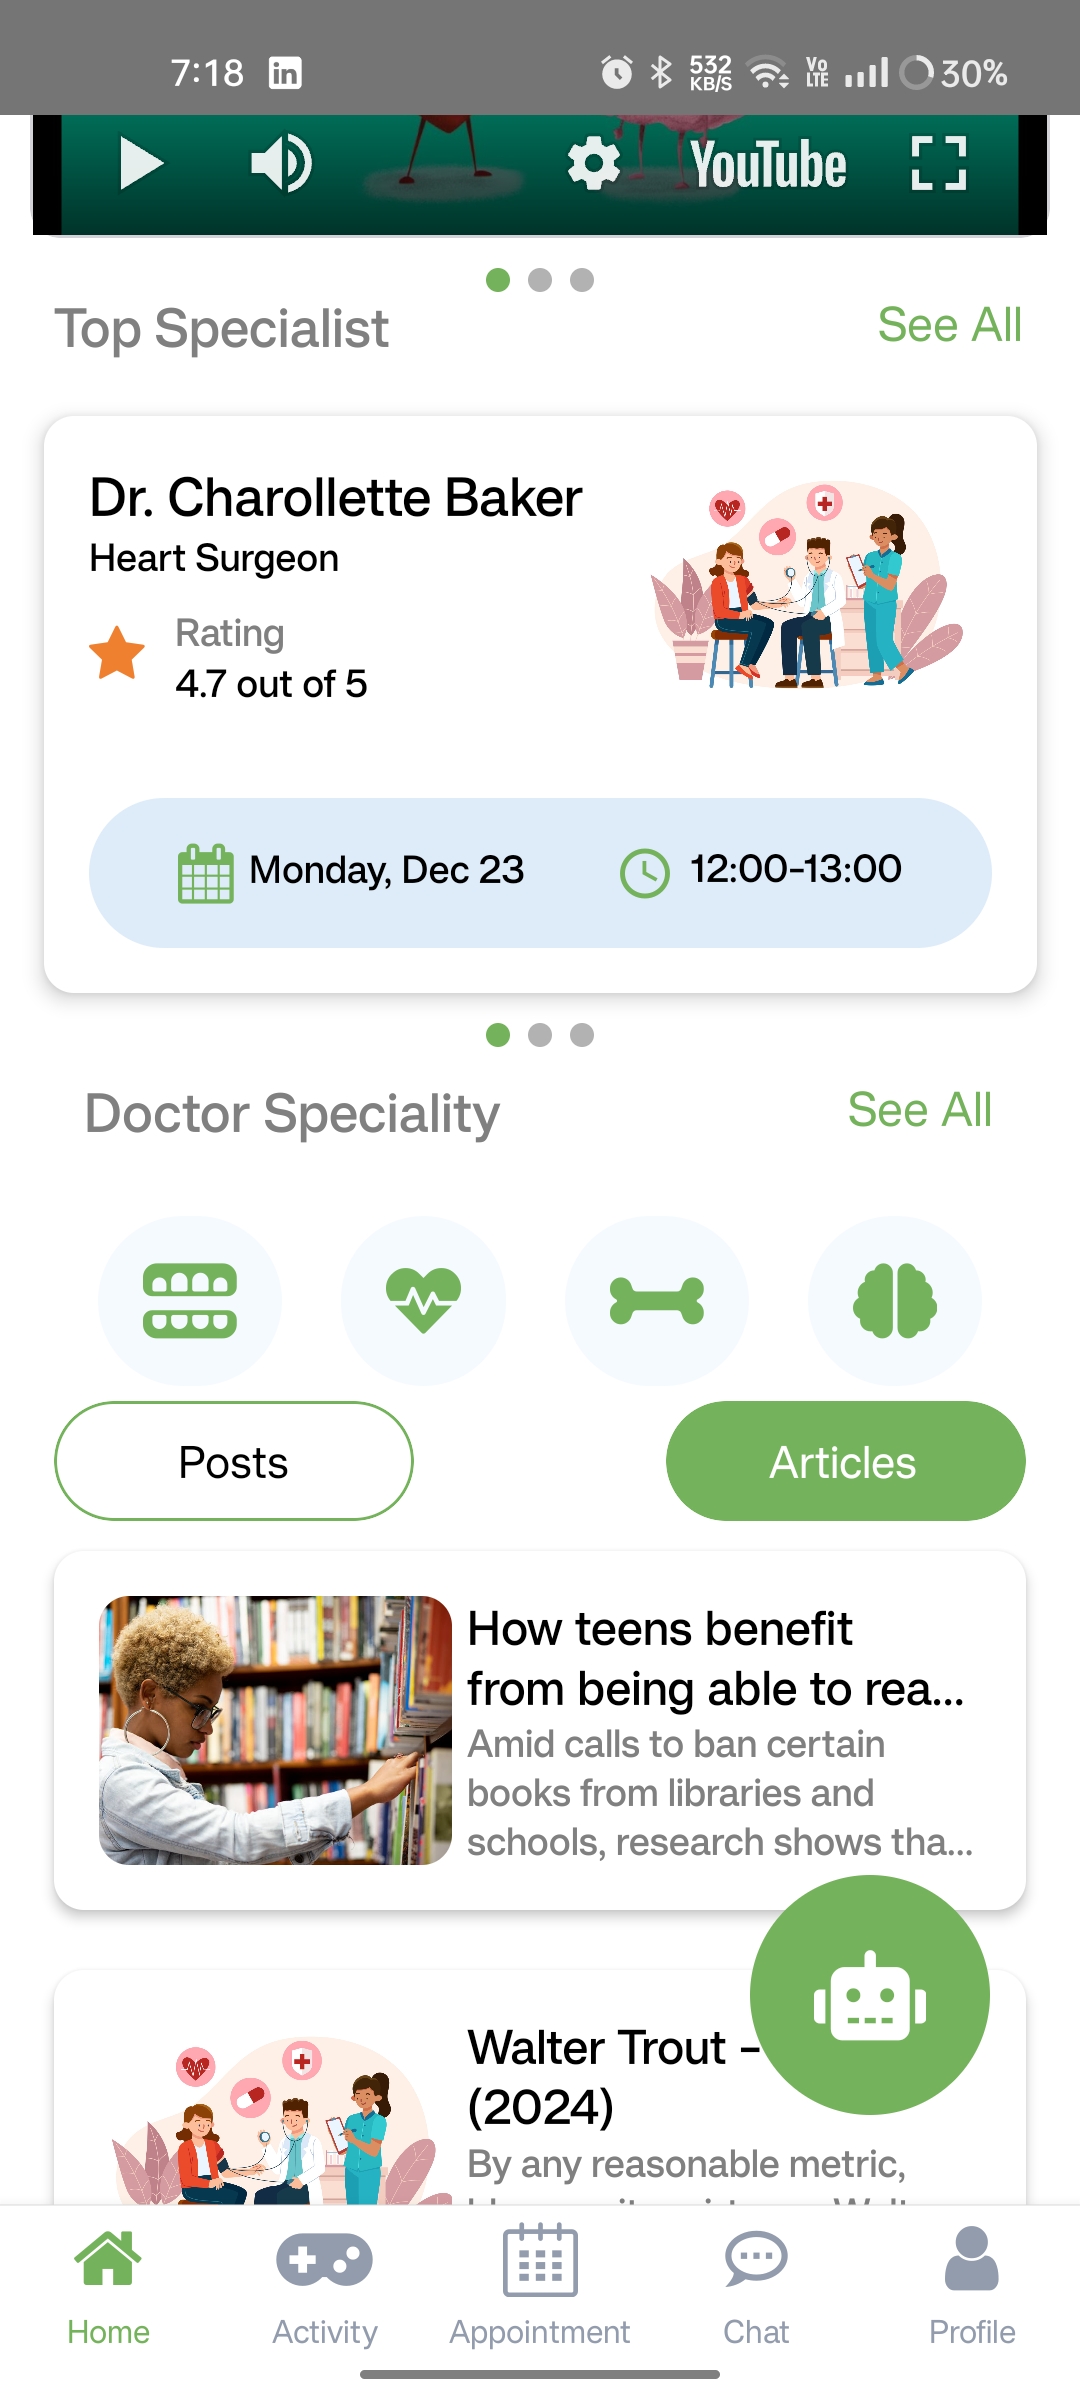 7:18
532
KB/S
Vo
LTE
30%
YouTube
Top Specialist
See All
Dr. Charollette Baker
Heart Surgeon
Rating
4.7 out of 5
Monday, Dec 23
12:00-13:00
Doctor Speciality
See All
Posts
Articles
How teens benefit
from being able to rea...
Amid calls to ban certain
books from libraries and
schools, research shows tha...
Walter Trout -
(2024)
By any reasonable metric,
Home
Activity
Appointment
Chat
Profile